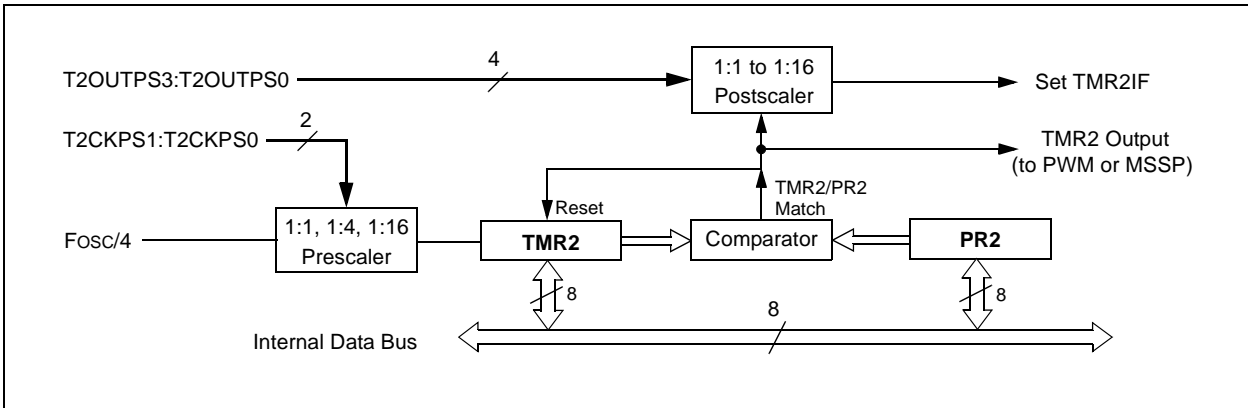 T2OUTPS3:T2OUTPS0
4
1:1 to 1:16
Postscaler
Set TMR2IF
T2CKPS1:T2CKPS0
2
TMR2 Output
(to PWM or MSSP)
FOSC/4
1:1, 1:4, 1:16
Prescaler
Reset
TMR2
TMR2/PR2
Match
Comparator
PR2
8
8
Internal Data Bus
8